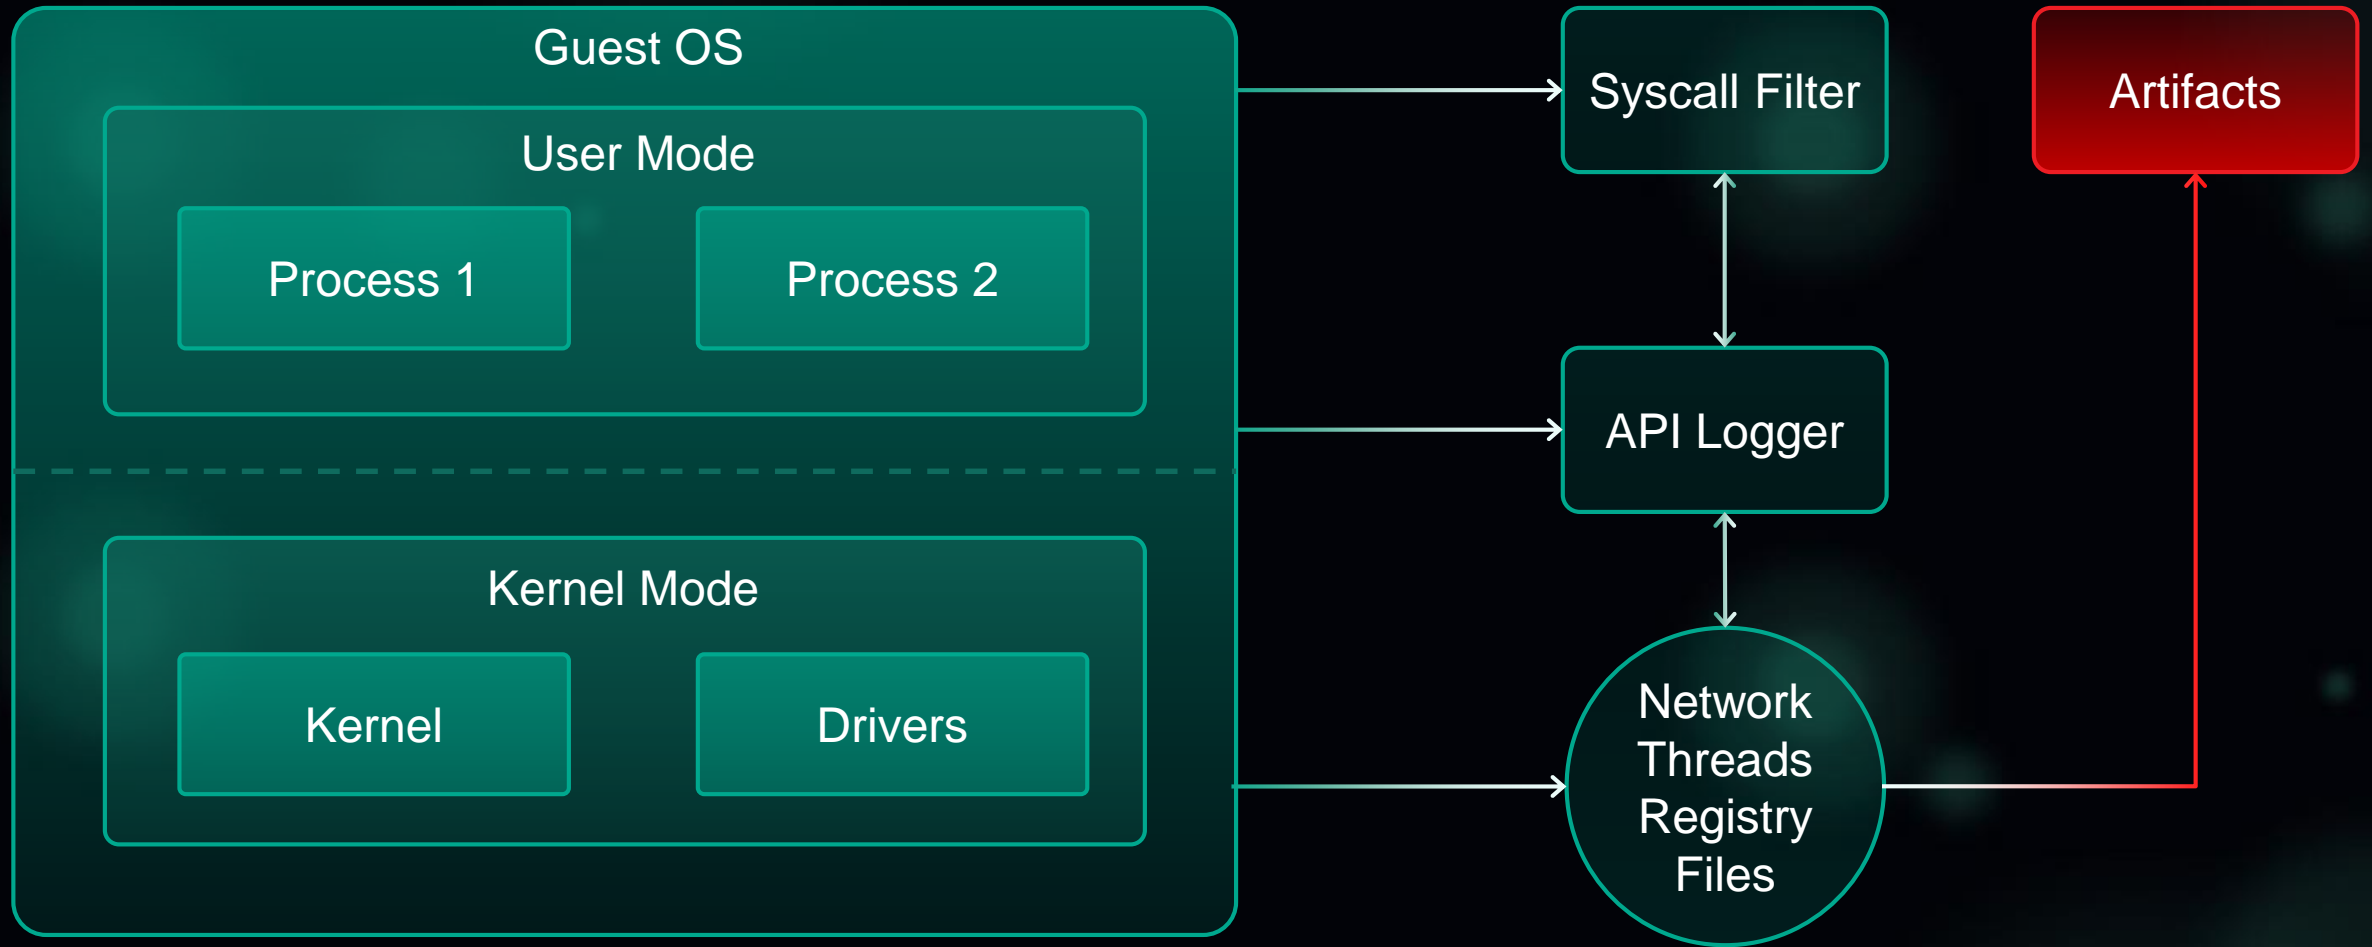 Guest OS
User Mode
Process 1
Process 2
Kernel Mode
Kernel
Drivers
Syscall Filter
API Logger
Network
Threads
Registry
Files
Artifacts